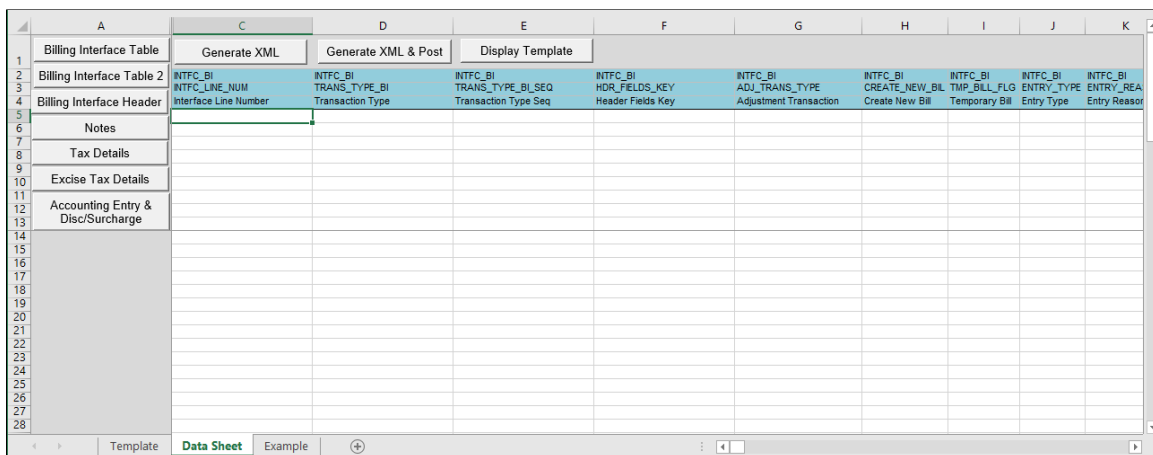 A C D E F G H I J K
1 Billing Interface Table Generate XML Generate XML & Post Display Template
2 Billing Interface Table 2 INTFC_BI INTFC_BI INTFC_BI INTFC_BI INTFC_BI INTFC_BI INTFC_BI INTFC_BI INTFC_BI
3 INTFC_LINE_NUM TRANS_TYPE_BI TRANS_TYPE_BI_SEQ HDR_FIELDS_KEY ADJ_TRANS_TYPE CREATE_NEW_BIL TMP_BILL_FLG ENTRY_TYPE ENTRY_REA
4 Billing Interface Header Interface Line Number Transaction Type Transaction Type Seq Header Fields Key Adjustment Transaction Create New Bill Temporary Bill Entry Type Entry Reason
5
6 Notes
7
8 Tax Details
9
10 Excise Tax Details
11
12 Accounting Entry &
13 Disc/Surcharge
14
15
16
17
18
19
20
21
22
23
24
25
26
27
28
Template Data Sheet Example